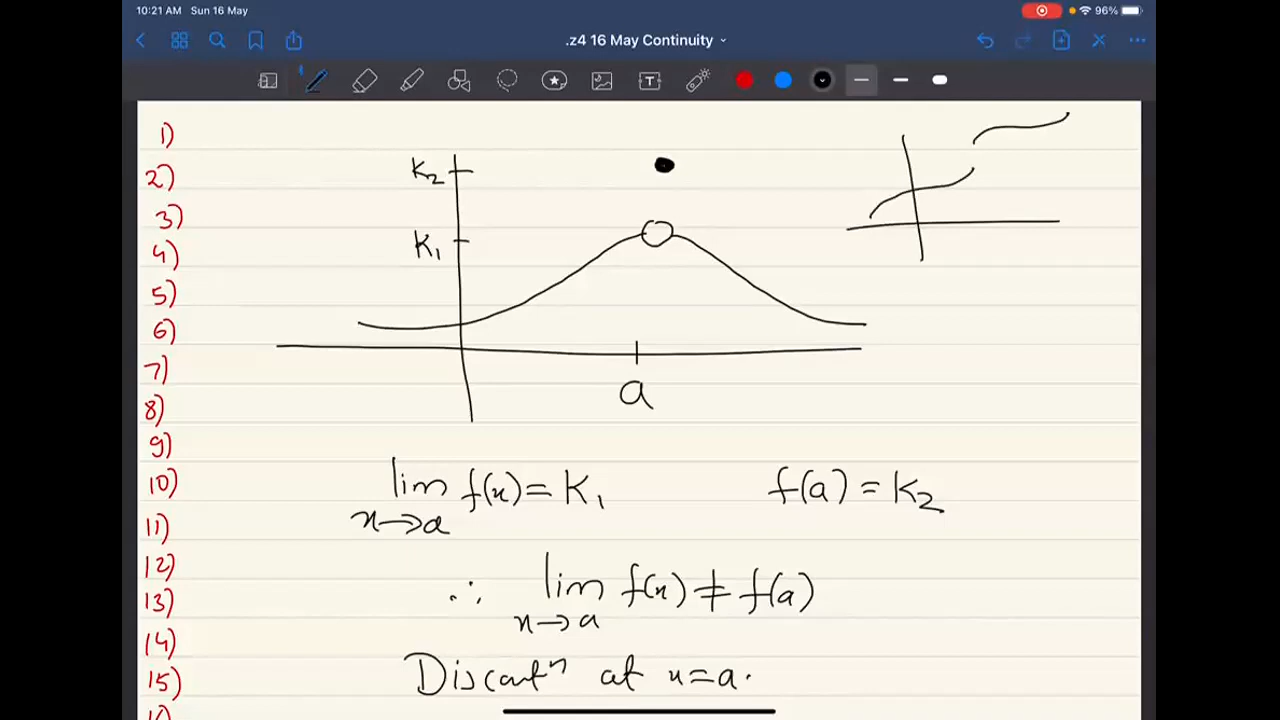 10:21 AM Sun 16 May
96%
.z4 16 May Continuity
1)
2)
3)
4)
5)
6)
7)
8)
9)
10)
11)
12)
13)
14)
15)
K₂
K₁
a
lim f(x) = K₁ f(a) = K₂
x→a
∴ lim f(x) ≠ f(a)
x→a
Discontⁿ at x=a.